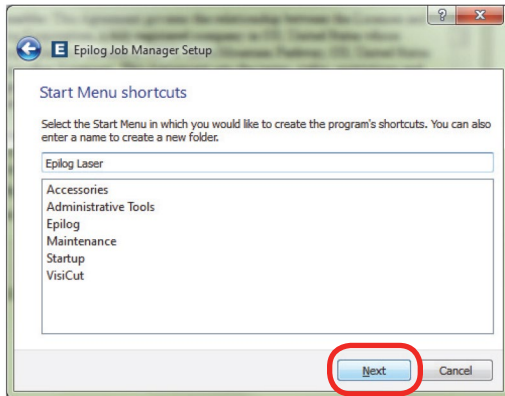 E Epilog Job Manager Setup
Start Menu shortcuts
Select the Start Menu in which you would like to create the program's shortcuts. You can also
enter a name to create a new folder.
Epilog Laser
Accessories
Administrative Tools
Epilog
Maintenance
Startup
VisiCut
Next
Cancel